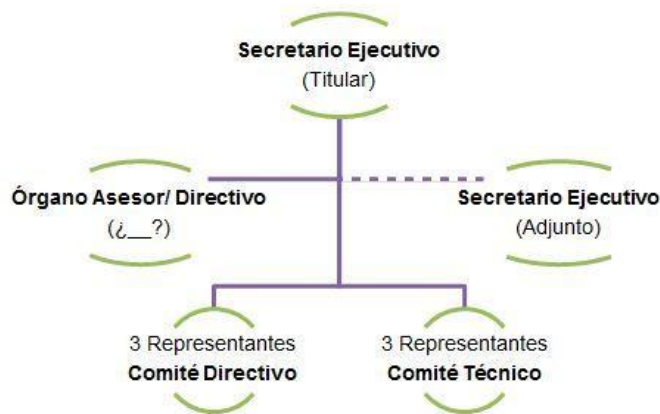 Secretario Ejecutivo
(Titular)
Órgano Asesor/ Directivo
(¿__?)
Secretario Ejecutivo
(Adjunto)
3 Representantes
Comité Directivo
3 Representantes
Comité Técnico